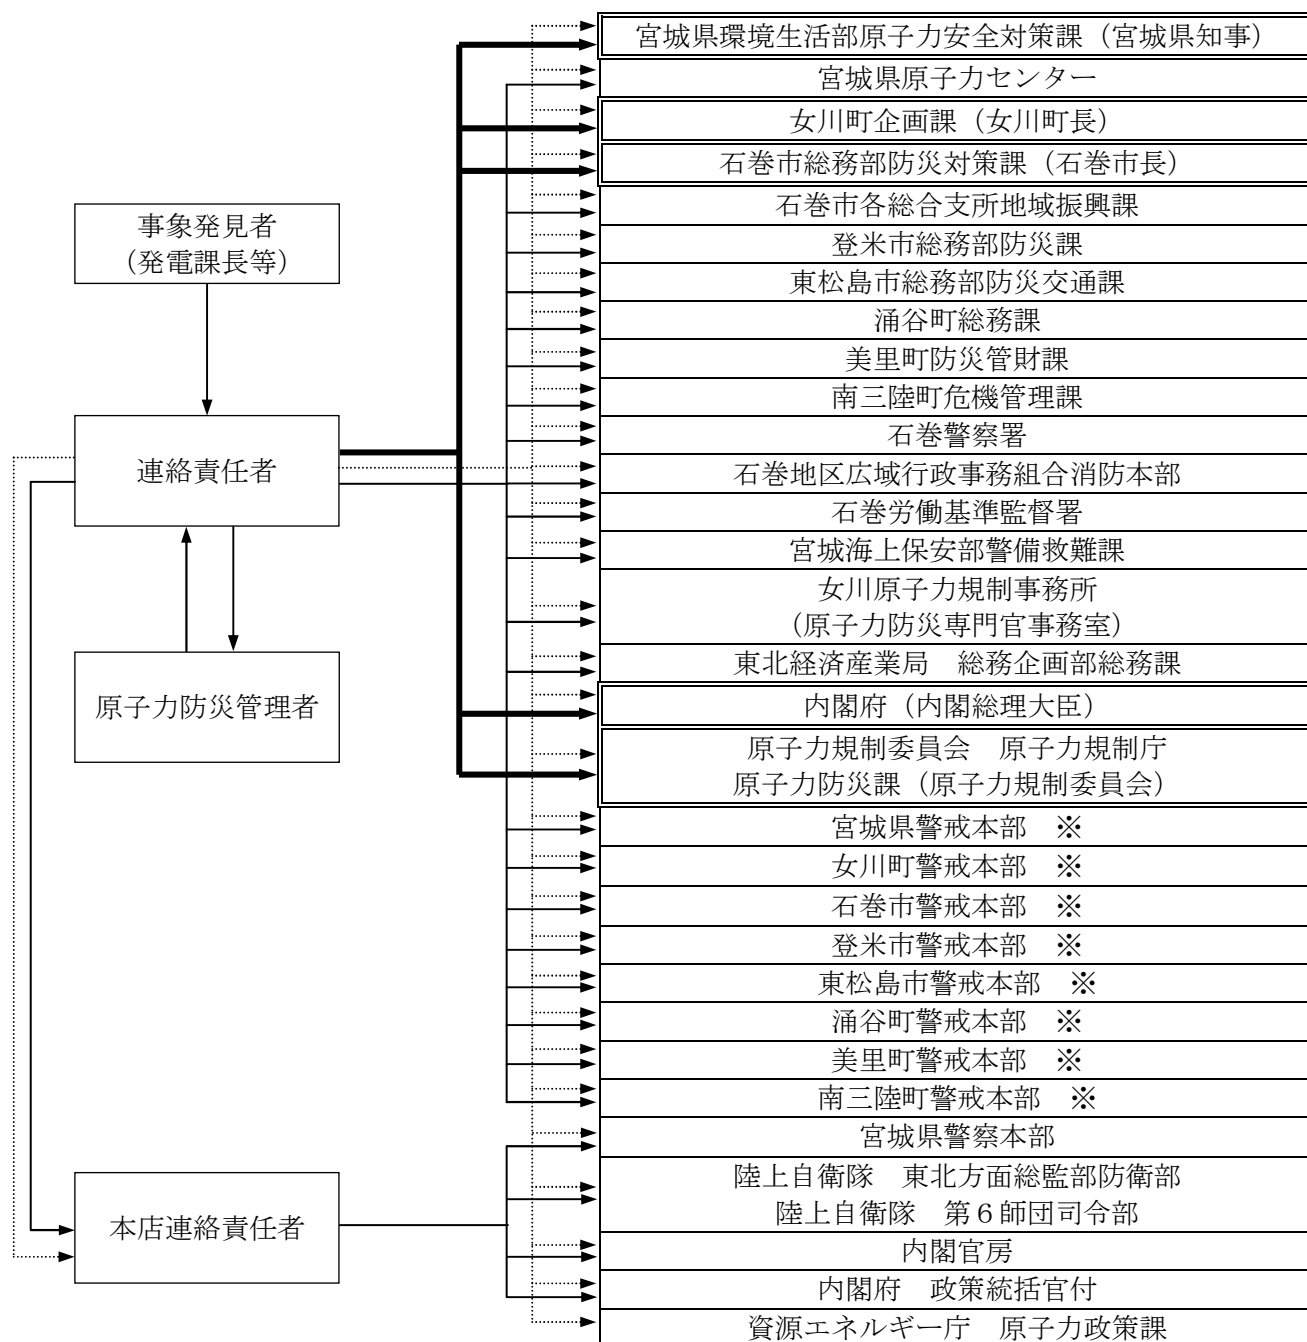 宮城県環境生活部原子力安全対策課(宮城県知事)
宮城県原子力センター
女川町企画課(女川町長)
石巻市総務部防災対策課(石巻市長)
石巻市各総合支所地域振興課
登米市総務部防災課
東松島市総務部防災交通課
涌谷町総務課
美里町防災管財課
南三陸町危機管理課
石巻警察署
石巻地区広域行政事務組合消防本部
石巻労働基準監督署
宮城海上保安部警備救難課
女川原子力規制事務所
(原子力防災専門官事務室)
東北経済産業局 総務企画部総務課
内閣府(内閣総理大臣)
原子力規制委員会 原子力規制庁
原子力防災課(原子力規制委員会)
宮城県警戒本部 ※
女川町警戒本部 ※
石巻市警戒本部 ※
登米市警戒本部 ※
東松島市警戒本部 ※
涌谷町警戒本部 ※
美里町警戒本部 ※
南三陸町警戒本部 ※
宮城県警察本部
陸上自衛隊 東北方面総監部防衛部
陸上自衛隊 第6師団司令部
内閣官房
内閣府 政策統括官付
資源エネルギー庁 原子力政策課
事象発見者
(発電課長等)
連絡責任者
原子力防災管理者
本店連絡責任者